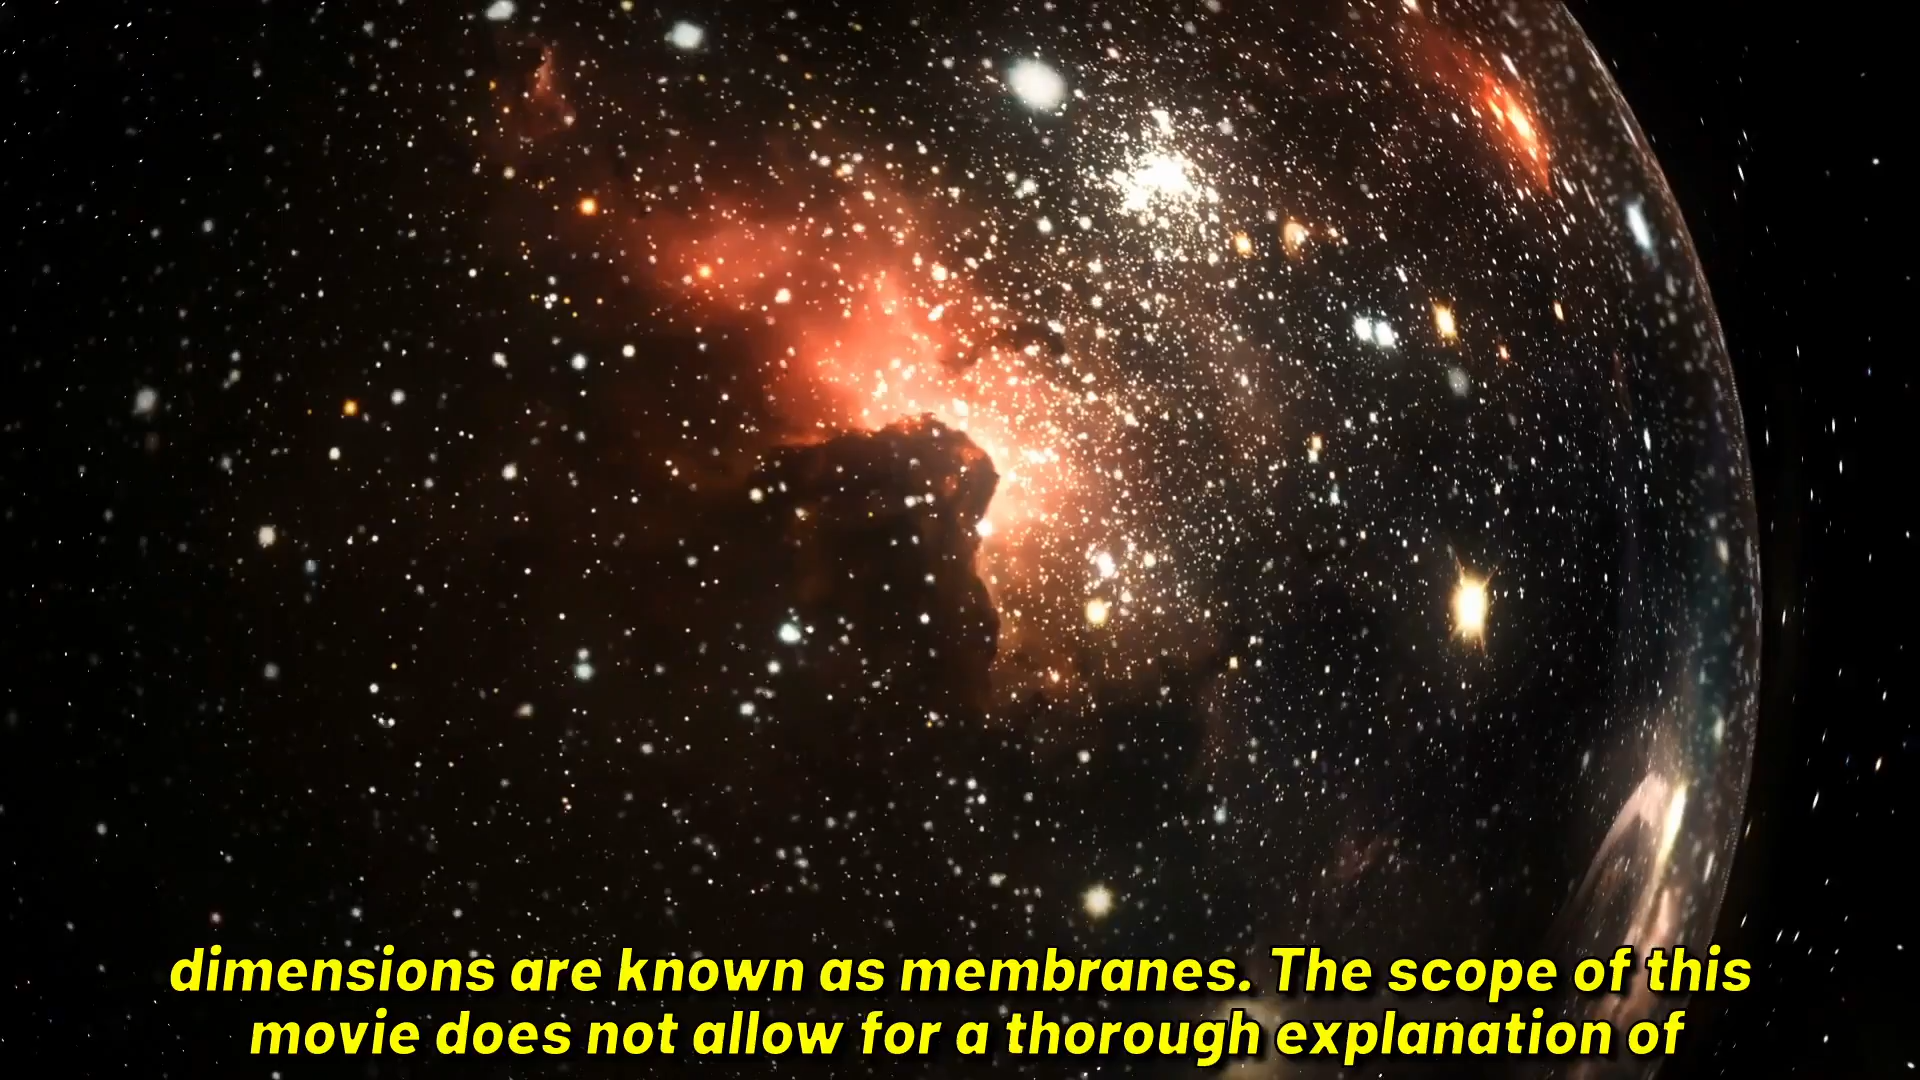 dimensions are known as membranes. The scope of this
movie does not allow for a thorough explanation of